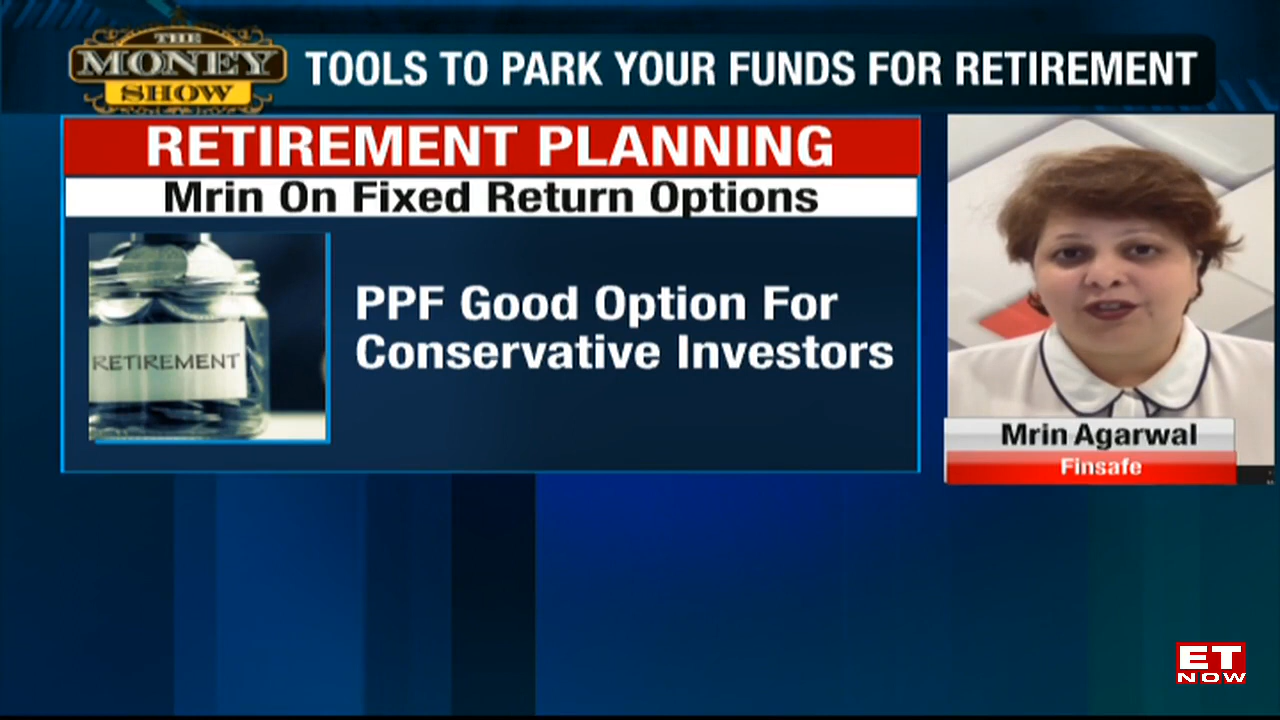 THE
MONEY
SHOW
TOOLS TO PARK YOUR FUNDS FOR RETIREMENT
RETIREMENT PLANNING
Mrin On Fixed Return Options
RETIREMENT
PPF Good Option For
Conservative Investors
Mrin Agarwal
Finsafe
ET
NOW